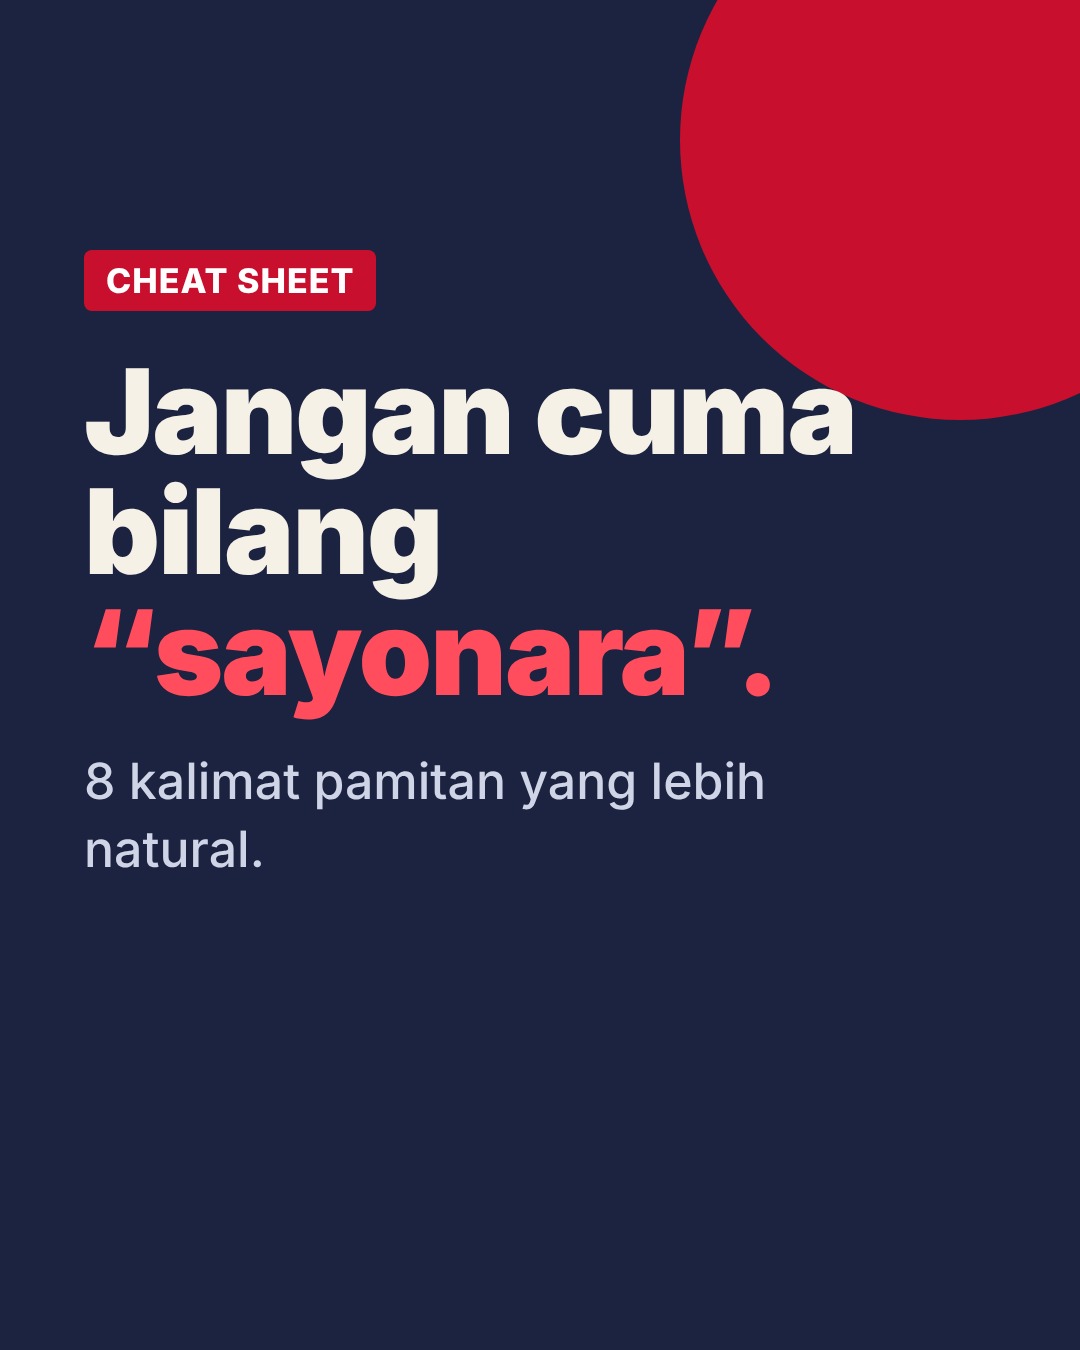 CHEAT SHEET
Jangan cuma
bilang
“sayonara”.
8 kalimat pamitan yang lebih
natural.